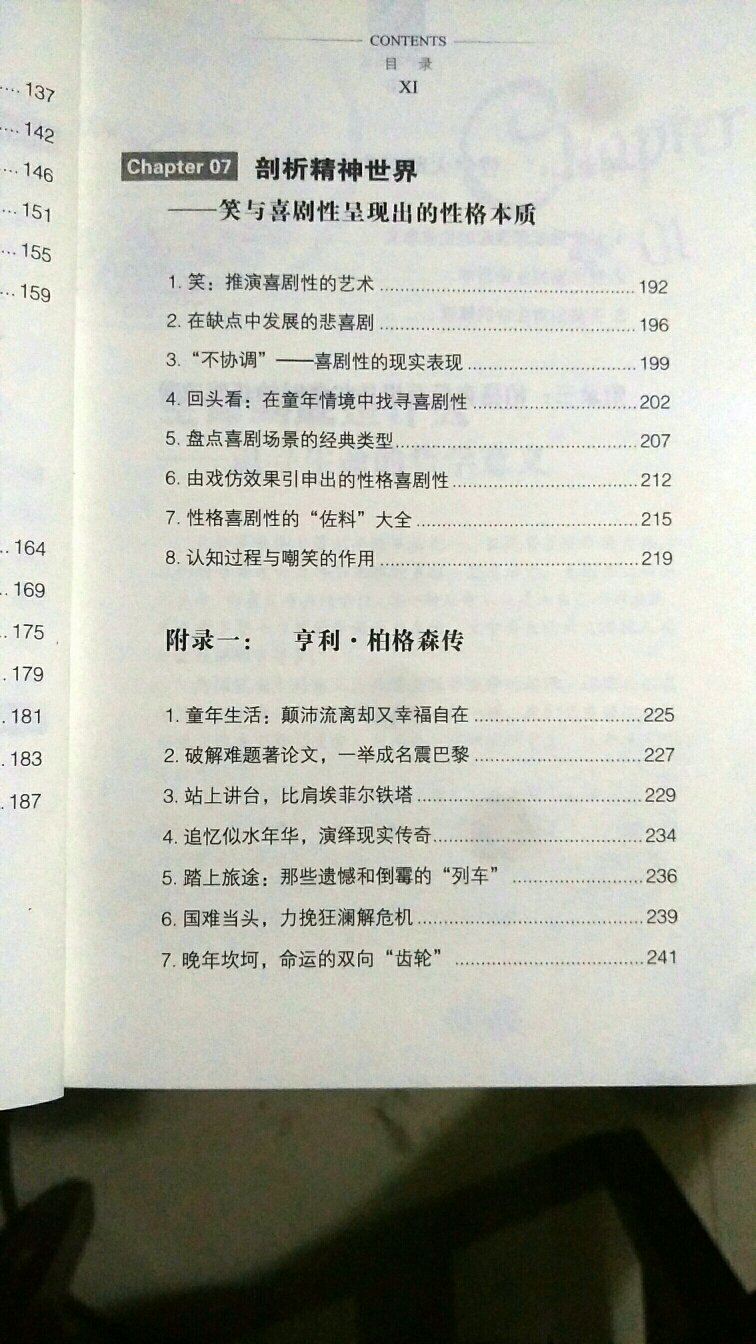 137
142
146
151
155
159
164
169
175
179
181
183
187
CONTENTS
目 录
XI
Chapter 07 剖析精神世界
——笑与喜剧性呈现出的性格本质
1. 笑：推演喜剧性的艺术 192
2. 在缺点中发展的悲喜剧 196
3. “不协调”——喜剧性的现实表现 199
4. 回头看：在童年情境中找寻喜剧性 202
5. 盘点喜剧场景的经典类型 207
6. 由戏仿效果引申出的性格喜剧性 212
7. 性格喜剧性的“佐料”大全 215
8. 认知过程与嘲笑的作用 219
附录一： 亨利·柏格森传
1. 童年生活：颠沛流离却又幸福自在 225
2. 破解难题著论文，一举成名震巴黎 227
3. 站上讲台，比肩埃菲尔铁塔 229
4. 追忆似水年华，演绎现实传奇 234
5. 踏上旅途：那些遗憾和倒霉的“列车” 236
6. 国难当头，力挽狂澜解危机 239
7. 晚年坎坷，命运的双向“齿轮” 241